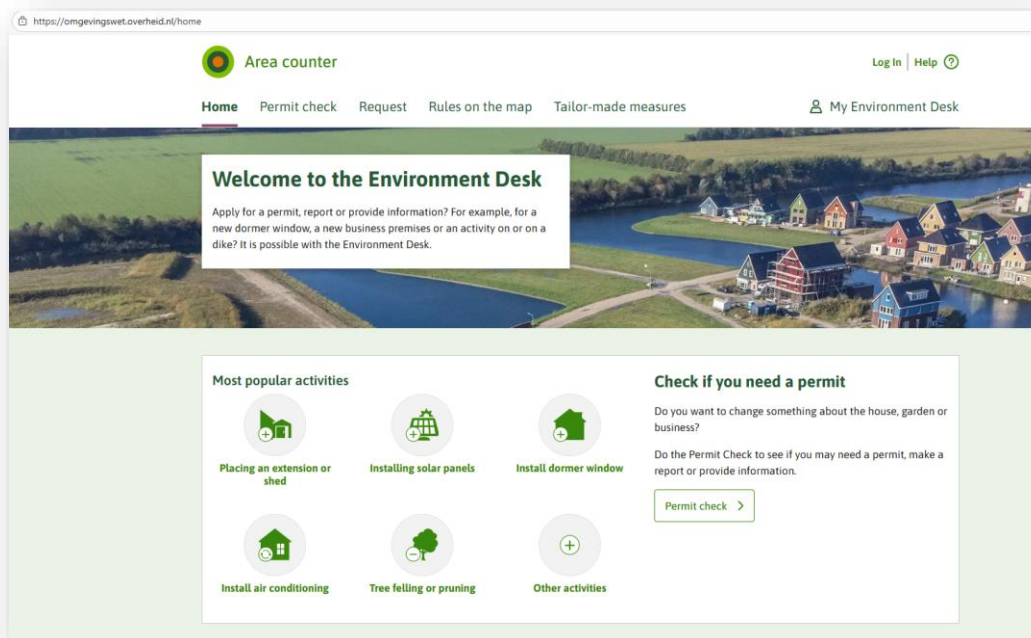 https://omgevingswet.overheid.nl/home
Area counter
Log In
Help
Home
Permit check
Request
Rules on the map
Tailor-made measures
My Environment Desk
Welcome to the Environment Desk
Apply for a permit, report or provide information? For example, for a
new dormer window, a new business premises or an activity on or on a
dike? It is possible with the Environment Desk.
Most popular activities
Placing an extension or
shed
Installing solar panels
Install dormer window
Install air conditioning
Tree felling or pruning
Other activities
Check if you need a permit
Do you want to change something about the house, garden or
business?
Do the Permit Check to see if you may need a permit, make a
report or provide information.
Permit check